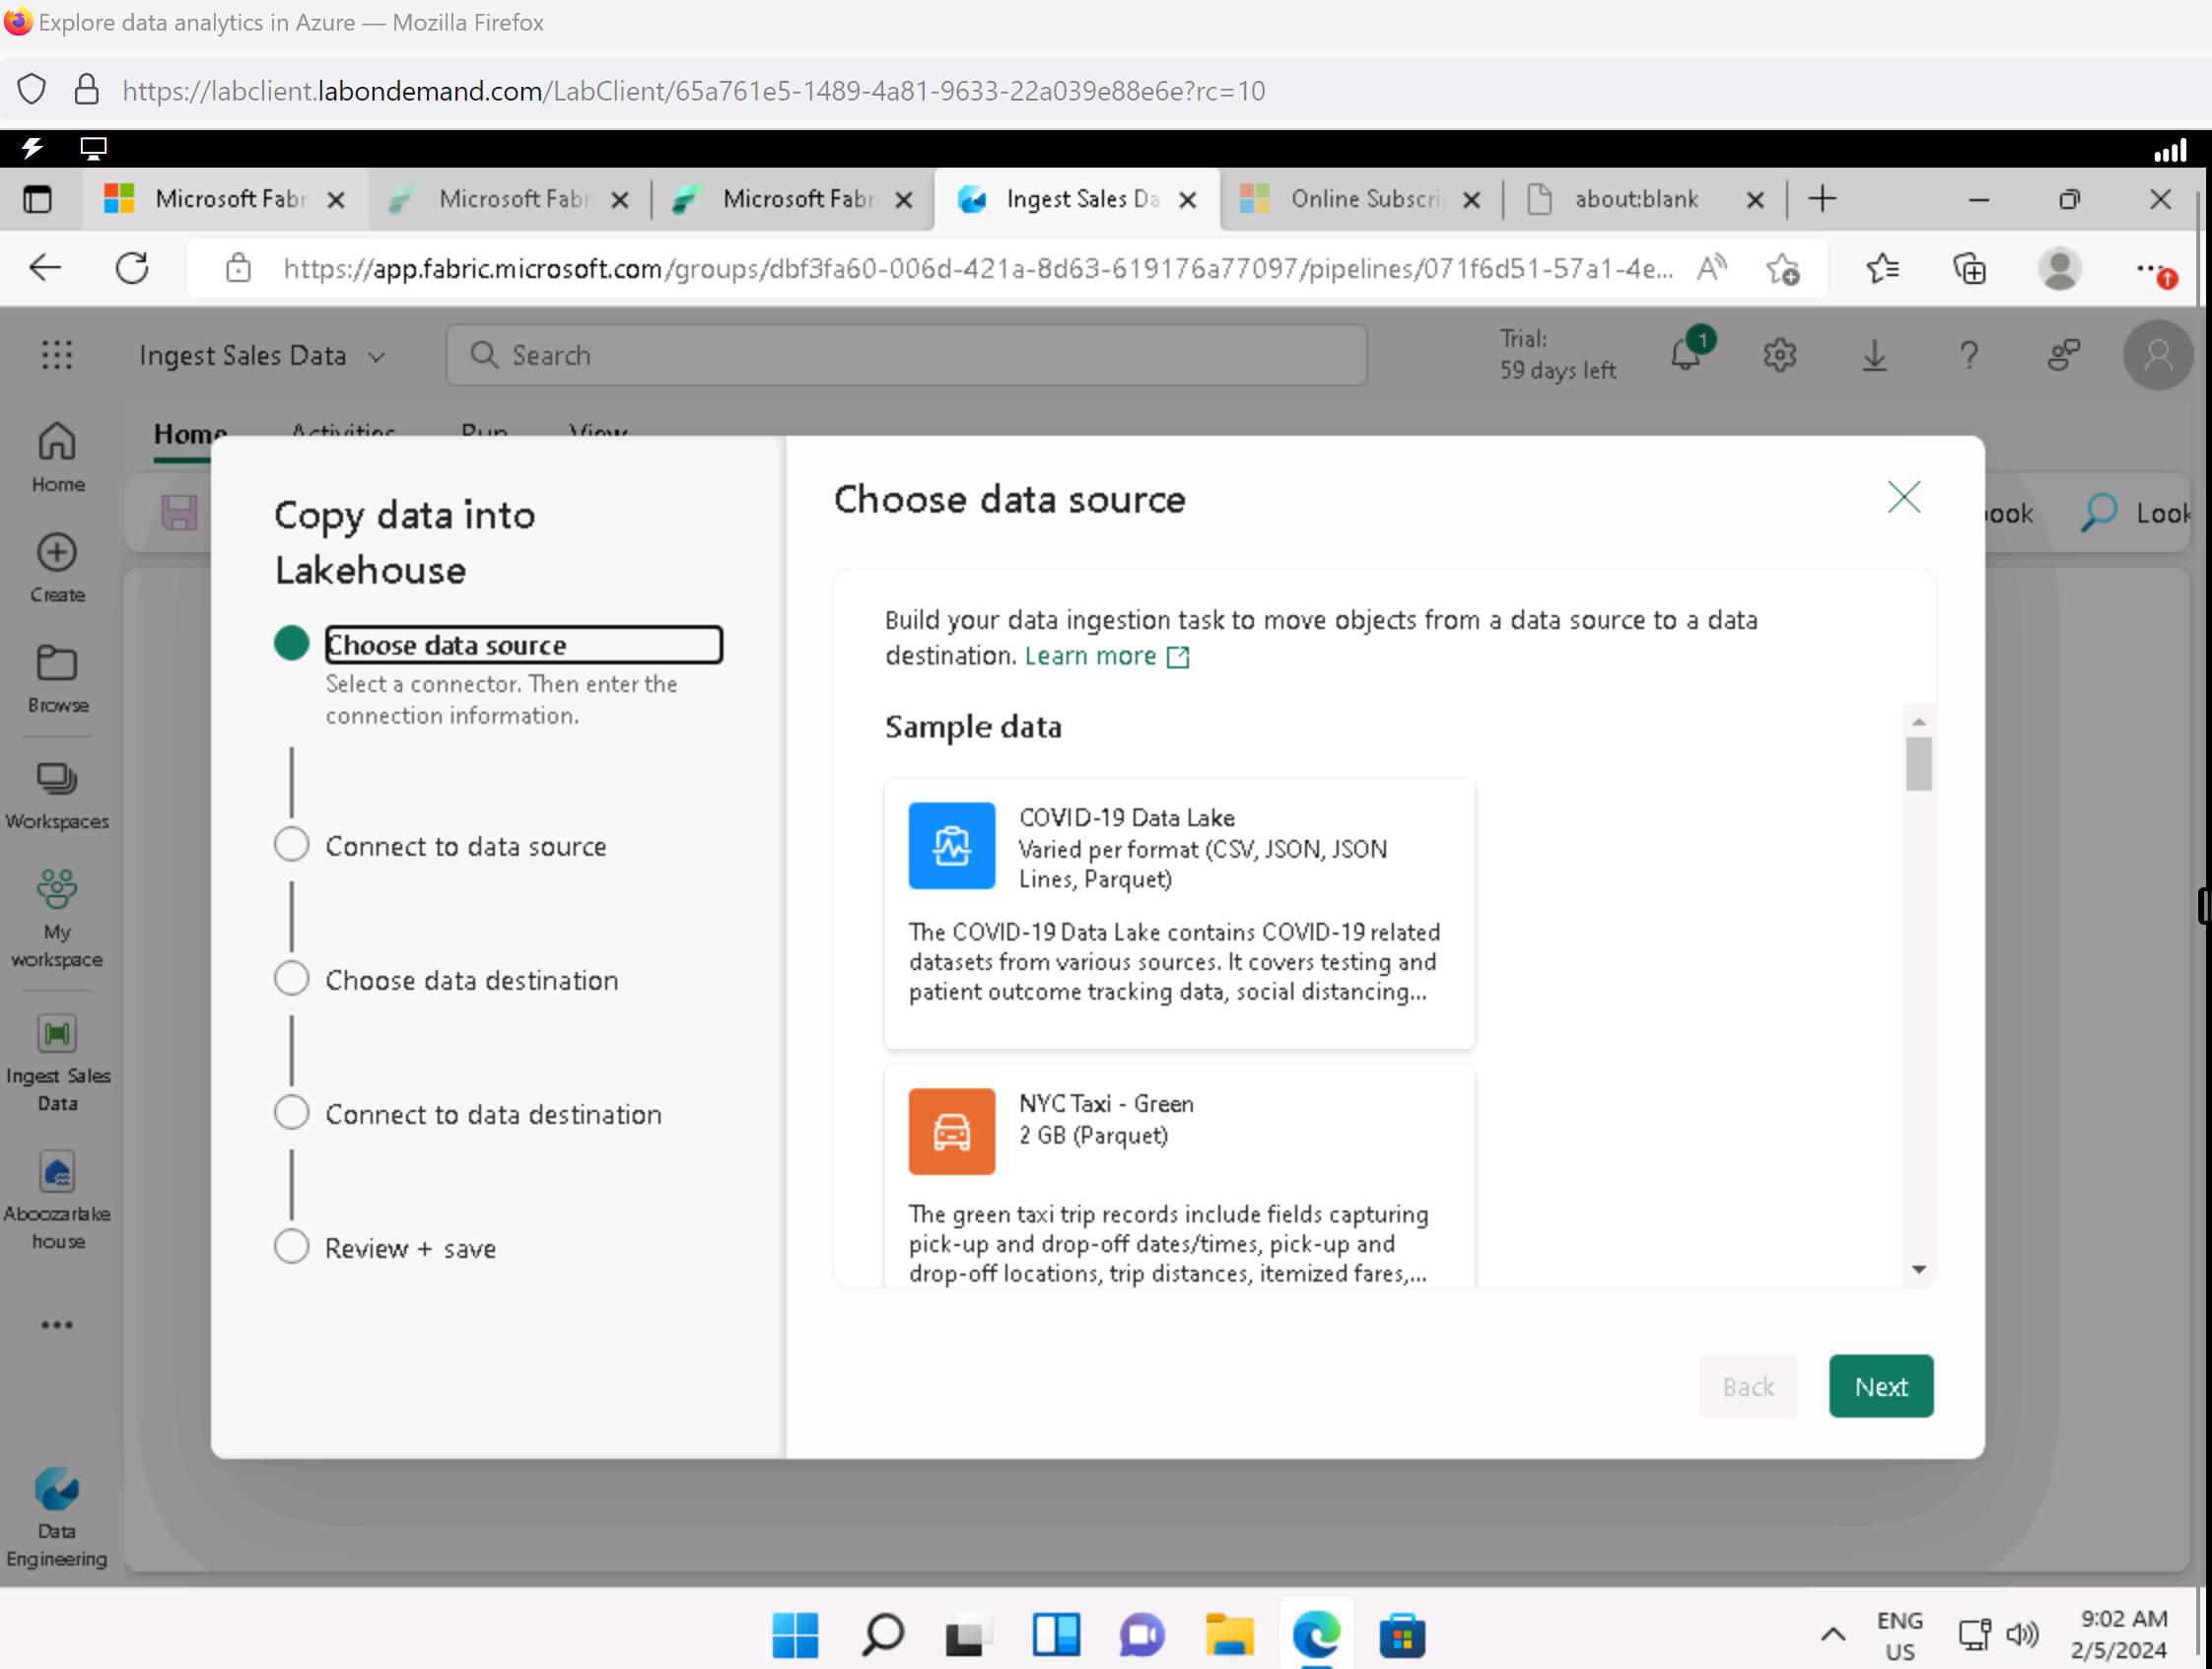 Explore data analytics in Azure — Mozilla Firefox
https://labclient.labondemand.com/LabClient/65a761e5-1489-4a81-9633-22a039e88e6e?rc=10
Microsoft Fabr
Microsoft Fabr
Microsoft Fabr
Ingest Sales Da
Online Subscri
about:blank
https://app.fabric.microsoft.com/groups/dbf3fa60-006d-421a-8d63-619176a77097/pipelines/071f6d51-57a1-4e...
Ingest Sales Data
Search
Trial:
59 days left
1
Home
Activities
Run
View
Home
Create
Browse
Workspaces
My
workspace
Ingest Sales
Data
Aboozarlake
house
Data
Engineering
ook
Look
Copy data into
Lakehouse
Choose data source
Select a connector. Then enter the
connection information.
Connect to data source
Choose data destination
Connect to data destination
Review + save
Choose data source
Build your data ingestion task to move objects from a data source to a data
destination. Learn more
Sample data
COVID-19 Data Lake
Varied per format (CSV, JSON, JSON
Lines, Parquet)
The COVID-19 Data Lake contains COVID-19 related
datasets from various sources. It covers testing and
patient outcome tracking data, social distancing...
NYC Taxi - Green
2 GB (Parquet)
The green taxi trip records include fields capturing
pick-up and drop-off dates/times, pick-up and
drop-off locations, trip distances, itemized fares,...
Back
Next
ENG
US
9:02 AM
2/5/2024